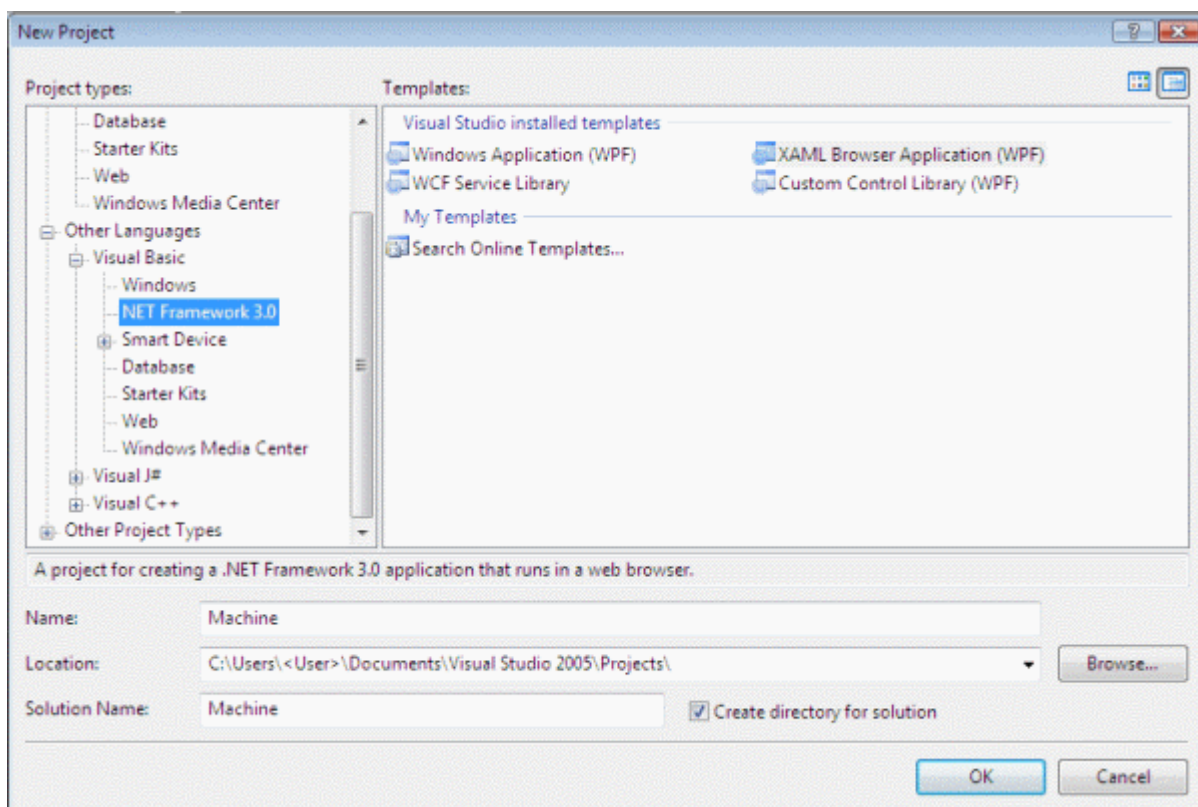 New Project
Project types:
Templates:
Database
Starter Kits
Web
Windows Media Center
Other Languages
Visual Basic
Windows
NET Framework 3.0
Smart Device
Database
Starter Kits
Web
Windows Media Center
Visual J#
Visual C++
Other Project Types
Visual Studio installed templates
Windows Application (WPF)
XAML Browser Application (WPF)
WCF Service Library
Custom Control Library (WPF)
My Templates
Search Online Templates...
A project for creating a .NET Framework 3.0 application that runs in a web browser.
Name: Machine
Location: C:\Users\<User>\Documents\Visual Studio 2005\Projects\ Browse...
Solution Name: Machine Create directory for solution
OK Cancel